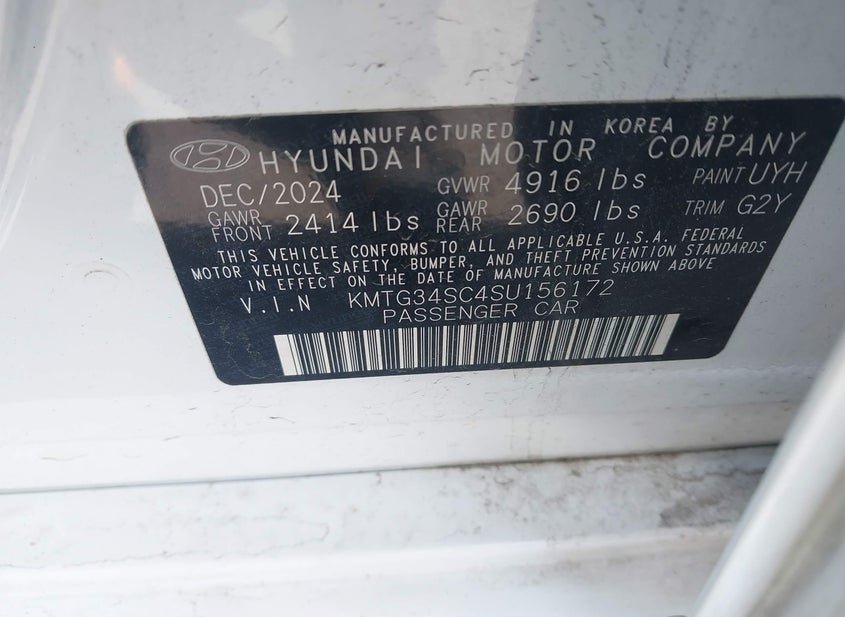 MANUFACTURED IN KOREA BY
HYUNDAI MOTOR COMPANY
DEC/2024 GVWR 4916 lbs PAINT UYH
GAWR FRONT 2414 lbs GAWR REAR 2690 lbs TRIM G2Y
THIS VEHICLE CONFORMS TO ALL APPLICABLE U.S.A. FEDERAL
MOTOR VEHICLE SAFETY, BUMPER, AND THEFT PREVENTION STANDARDS
IN EFFECT ON THE DATE OF MANUFACTURE SHOWN ABOVE
V.I.N KMTG34SC4SU156172
PASSENGER CAR